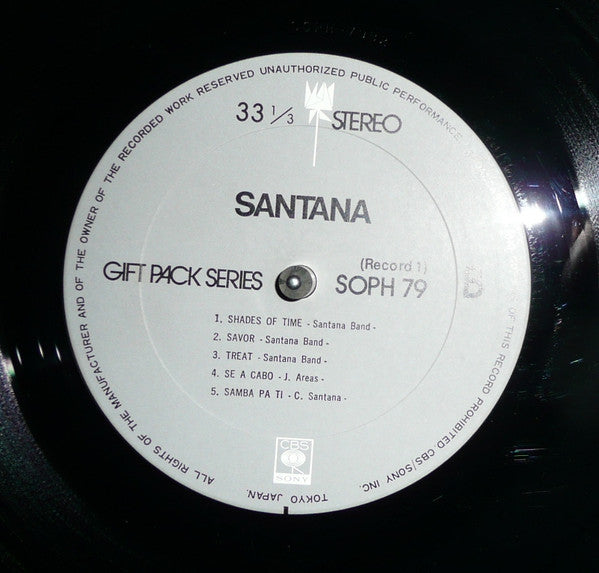 ALL RIGHTS OF THE MANUFACTURER AND OF THE OWNER OF THE RECORDED WORK RESERVED UNAUTHORIZED PUBLIC PERFORMANCE
OF THIS RECORD PROHIBITED CBS/SONY INC.
TOKYO JAPAN.
33 1/3 STEREO
SANTANA
(Record 1)
GIFT PACK SERIES SOPH 79
1. SHADES OF TIME - Santana Band -
2. SAVOR - Santana Band -
3. TREAT - Santana Band -
4. SE A CABO - J. Areas -
5. SAMBA PA TI - C. Santana -
CBS
SONY